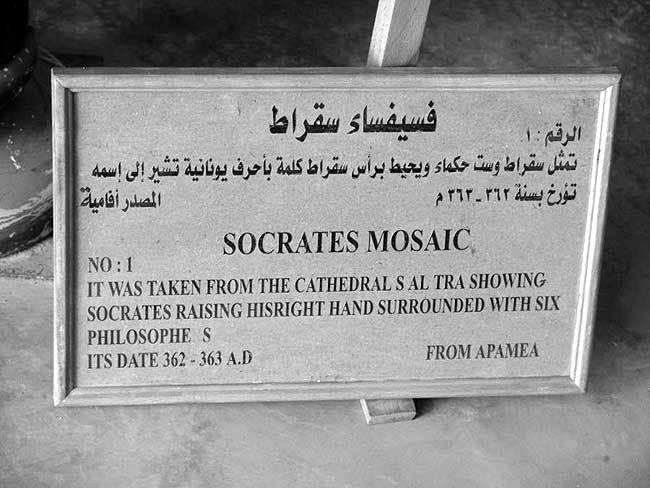 فسيفساء سقراط
الرقم : ١
تمثل سقراط وست حكماء ويحيط برأس سقراط كلمة بأحرف يونانية تشير إلى إسمه
تؤرخ بسنة ٣٦٢ ـ ٣٦٣ م المصدر أفامية
SOCRATES MOSAIC
NO : 1
IT WAS TAKEN FROM THE CATHEDRAL S AL TRA SHOWING
SOCRATES RAISING HISRIGHT HAND SURROUNDED WITH SIX
PHILOSOPHE S
ITS DATE 362 - 363 A.D FROM APAMEA